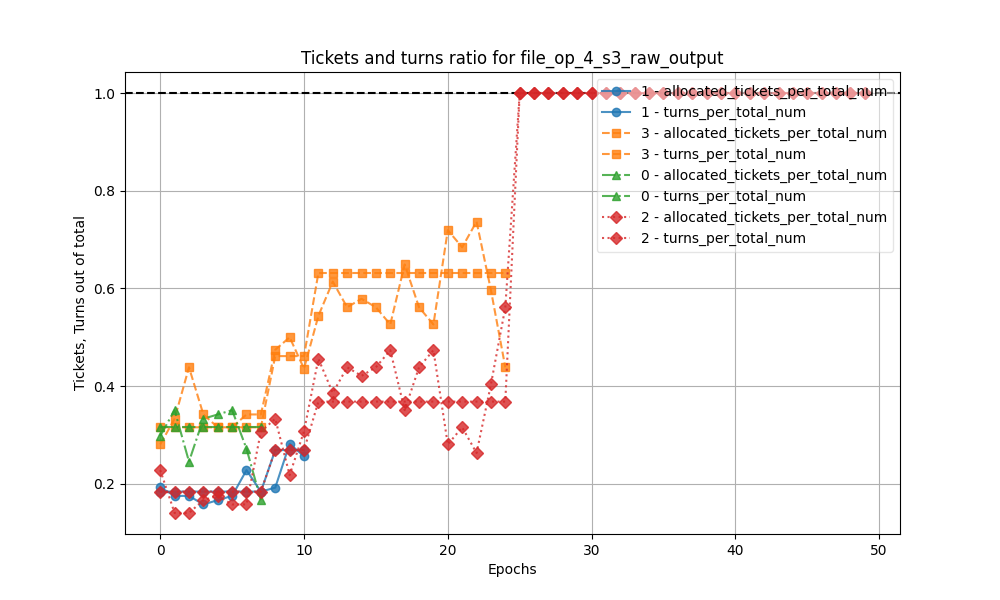 Tickets and turns ratio for file_op_4_s3_raw_output
Tickets, Turns out of total
1.0
0.8
0.6
0.4
0.2
1 - allocated_tickets_per_total_num
1 - turns_per_total_num
3 - allocated_tickets_per_total_num
3 - turns_per_total_num
0 - allocated_tickets_per_total_num
0 - turns_per_total_num
2 - allocated_tickets_per_total_num
2 - turns_per_total_num
0 10 20 30 40 50
Epochs